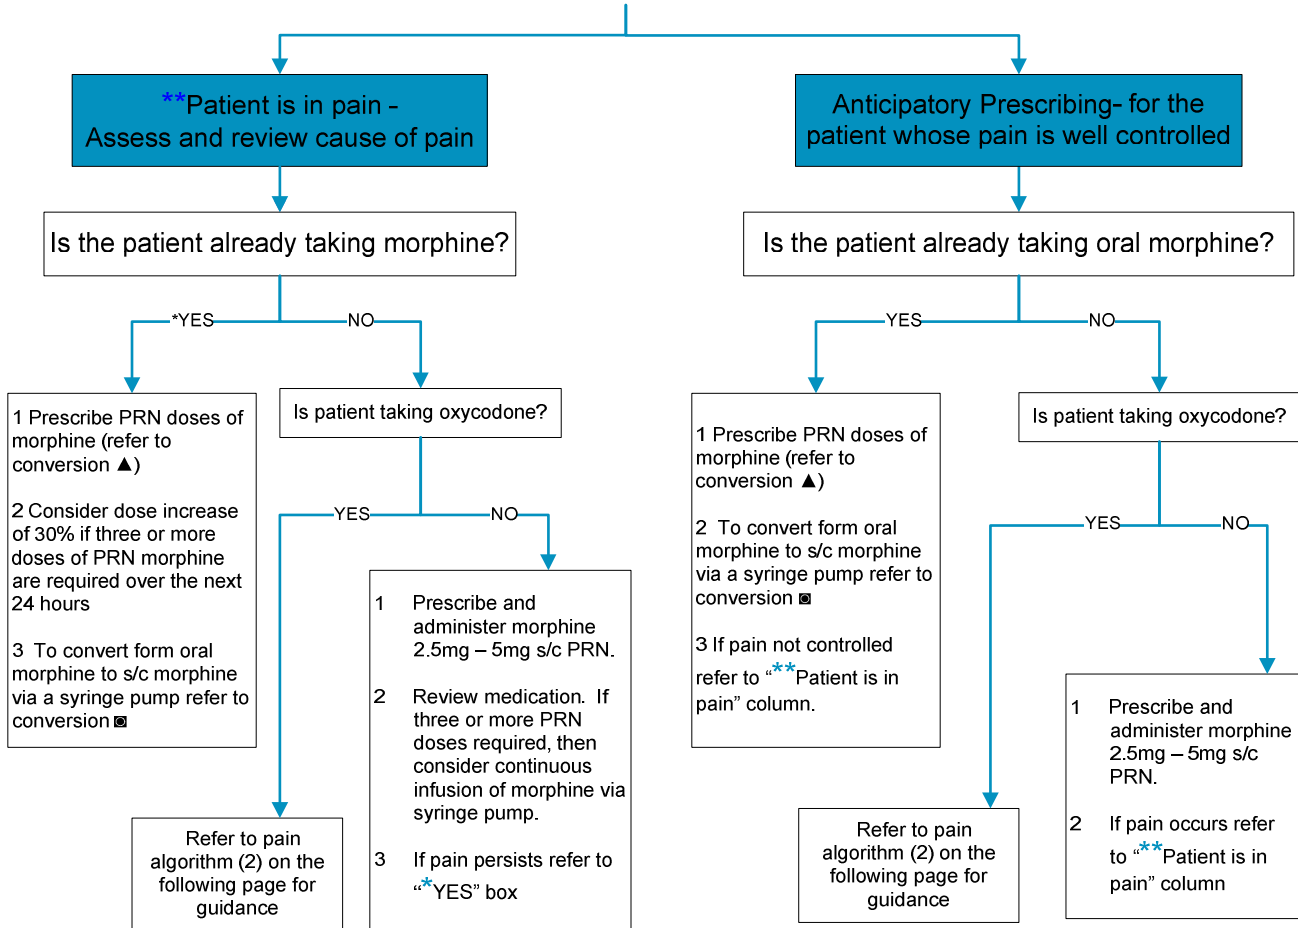 **Patient is in pain -
Assess and review cause of pain
Is the patient already taking morphine?
*YES
NO
1 Prescribe PRN doses of
morphine (refer to
conversion ▲)
2 Consider dose increase
of 30% if three or more
doses of PRN morphine
are required over the next
24 hours
3 To convert form oral
morphine to s/c morphine
via a syringe pump refer to
conversion ◙
Is patient taking oxycodone?
YES
NO
Refer to pain
algorithm (2) on the
following page for
guidance
1 Prescribe and
administer morphine
2.5mg – 5mg s/c PRN.
2 Review medication. If
three or more PRN
doses required, then
consider continuous
infusion of morphine via
syringe pump.
3 If pain persists refer to
“*YES” box
Anticipatory Prescribing- for the
patient whose pain is well controlled
Is the patient already taking oral morphine?
YES
NO
1 Prescribe PRN doses of
morphine (refer to
conversion ▲)
2 To convert form oral
morphine to s/c morphine
via a syringe pump refer to
conversion ◙
3 If pain not controlled
refer to “**Patient is in
pain” column.
Is patient taking oxycodone?
YES
NO
Refer to pain
algorithm (2) on the
following page for
guidance
1 Prescribe and
administer morphine
2.5mg – 5mg s/c
PRN.
2 If pain occurs refer
to “**Patient is in
pain” column